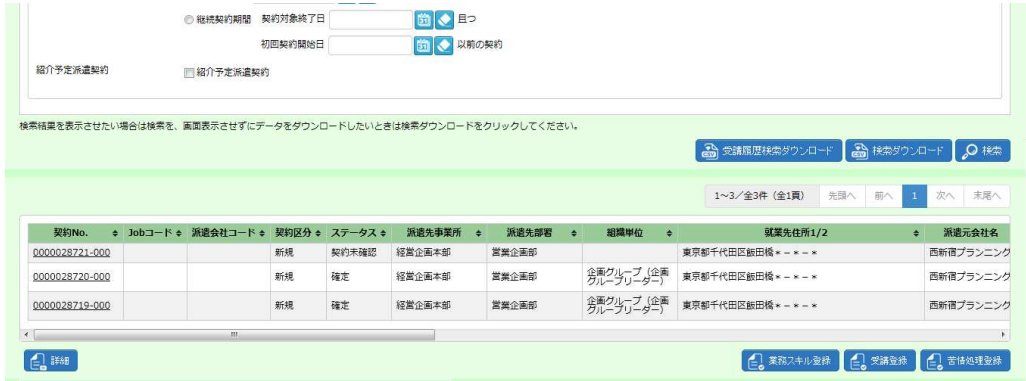 継続契約期間 契約対象終了日 且つ
初回契約開始日 以前の契約
紹介予定派遣契約 紹介予定派遣契約
検索結果を表示させたい場合は検索を、画面表示させずにデータをダウンロードしたいときは検索ダウンロードをクリックしてください。
受講履歴検索ダウンロード 検索ダウンロード 検索
1~3/全3件（全1頁） 先頭へ 前へ 1 次へ 末尾へ
契約No. Jobコード 派遣会社コード 契約区分 ステータス 派遣先事業所 派遣先部署 組織単位 就業先住所1/2 派遣元会社名
0000028721-000 新規 契約未確認 経営企画本部 営業企画部 東京都千代田区飯田橋*－*－* 西新宿プランニング
0000028720-000 新規 確定 経営企画本部 営業企画部 企画グループ（企画グループリーダー） 東京都千代田区飯田橋*－*－* 西新宿プランニング
0000028719-000 新規 確定 経営企画本部 営業企画部 企画グループ（企画グループリーダー） 東京都千代田区飯田橋*－*－* 西新宿プランニング
詳細 業務スキル登録 受講登録 苦情処理登録